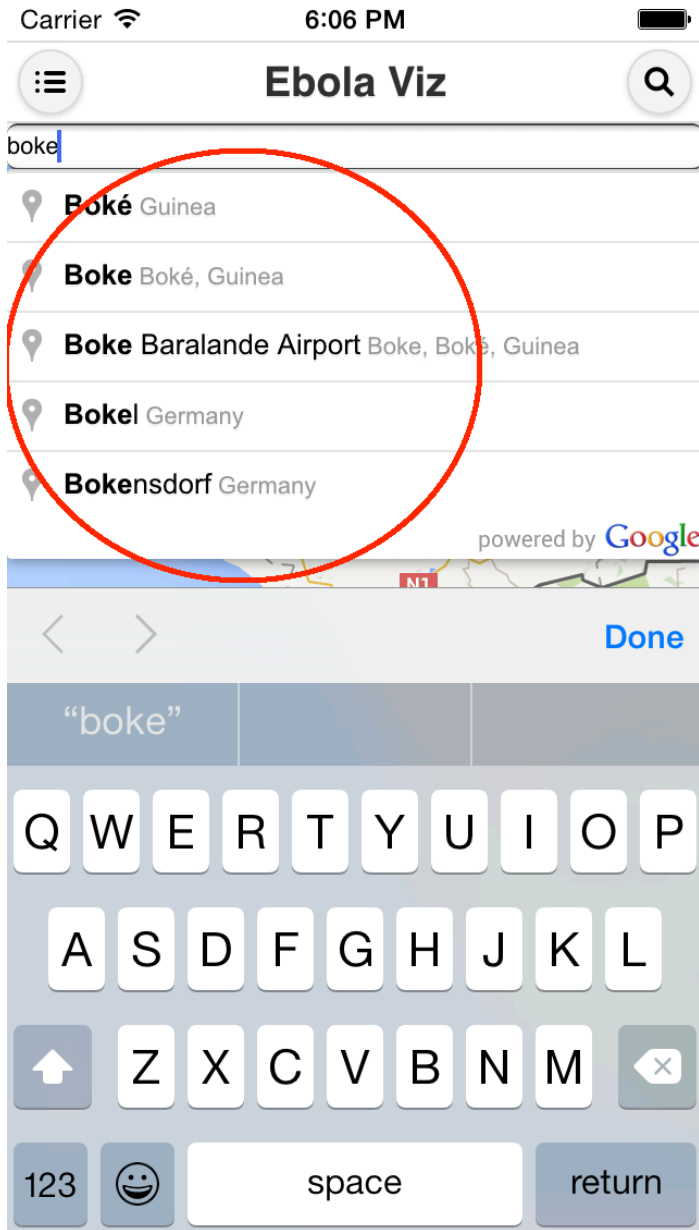 Carrier 6:06 PM
Ebola Viz
boke
Boké Guinea
Boke Boké, Guinea
Boke Baralande Airport Boke, Boké, Guinea
Bokel Germany
Bokensdorf Germany
powered by Google
N1
Done
“boke”
Q W E R T Y U I O P
A S D F G H J K L
Z X C V B N M
123 space return